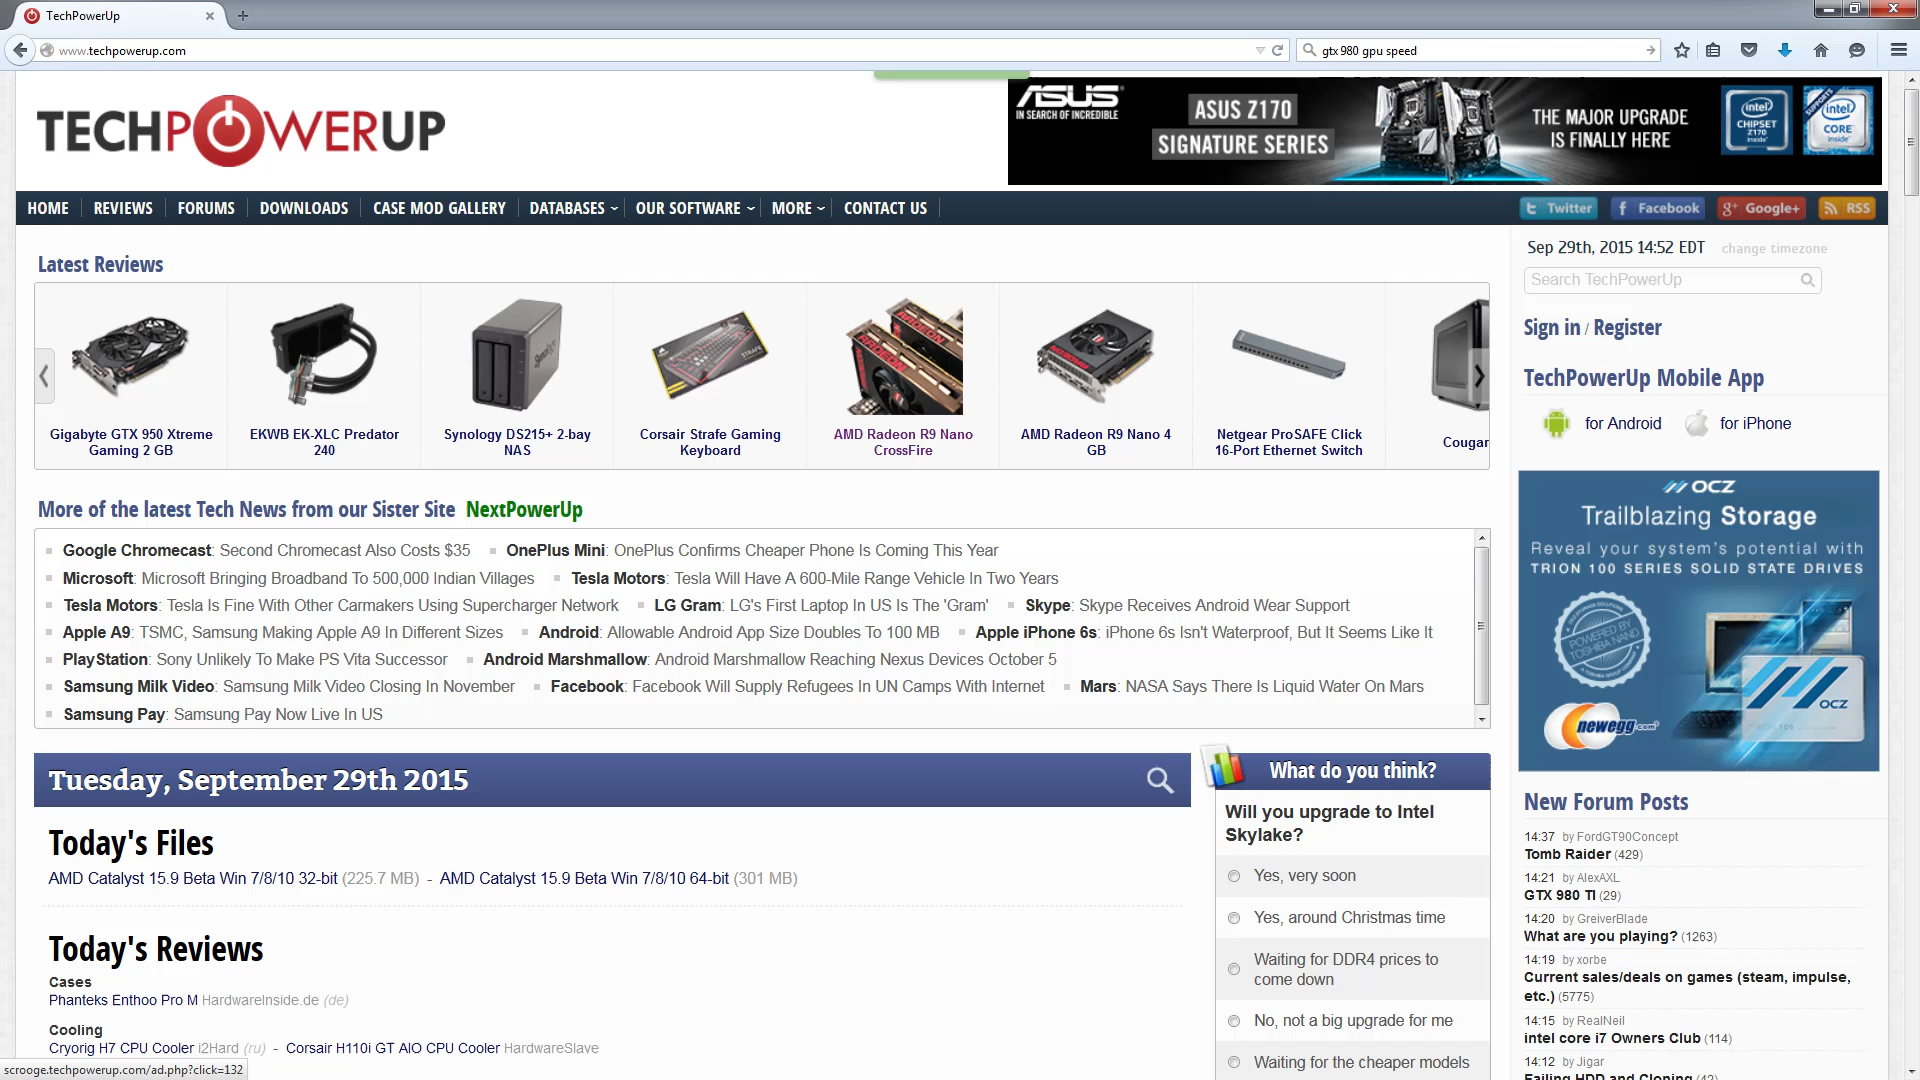 TechPowerUp
www.techpowerup.com
gtx 980 gpu speed
TECHPOWERUP
ASUS
IN SEARCH OF INCREDIBLE
ASUS Z170
SIGNATURE SERIES
THE MAJOR UPGRADE
IS FINALLY HERE
intel
CHIPSET
Z170
inside
SUPPORTS
intel
CORE
inside
HOME
REVIEWS
FORUMS
DOWNLOADS
CASE MOD GALLERY
DATABASES
OUR SOFTWARE
MORE
CONTACT US
Twitter
Facebook
Google+
RSS
Sep 29th, 2015 14:52 EDT change timezone
Search TechPowerUp
Sign in / Register
TechPowerUp Mobile App
for Android
for iPhone
Latest Reviews
Gigabyte GTX 950 Xtreme
Gaming 2 GB
EKWB EK-XLC Predator
240
Synology DS215+ 2-bay
NAS
Corsair Strafe Gaming
Keyboard
AMD Radeon R9 Nano
CrossFire
AMD Radeon R9 Nano 4
GB
Netgear ProSAFE Click
16-Port Ethernet Switch
Cougar
More of the latest Tech News from our Sister Site NextPowerUp
Google Chromecast: Second Chromecast Also Costs $35 OnePlus Mini: OnePlus Confirms Cheaper Phone Is Coming This Year
Microsoft: Microsoft Bringing Broadband To 500,000 Indian Villages Tesla Motors: Tesla Will Have A 600-Mile Range Vehicle In Two Years
Tesla Motors: Tesla Is Fine With Other Carmakers Using Supercharger Network LG Gram: LG's First Laptop In US Is The 'Gram' Skype: Skype Receives Android Wear Support
Apple A9: TSMC, Samsung Making Apple A9 In Different Sizes Android: Allowable Android App Size Doubles To 100 MB Apple iPhone 6s: iPhone 6s Isn't Waterproof, But It Seems Like It
PlayStation: Sony Unlikely To Make PS Vita Successor Android Marshmallow: Android Marshmallow Reaching Nexus Devices October 5
Samsung Milk Video: Samsung Milk Video Closing In November Facebook: Facebook Will Supply Refugees In UN Camps With Internet Mars: NASA Says There Is Liquid Water On Mars
Samsung Pay: Samsung Pay Now Live In US
OCZ
Trailblazing Storage
Reveal your system's potential with
TRION 100 SERIES SOLID STATE DRIVES
POWERED BY
TOSHIBA NAND
OCZ
newegg.com
Tuesday, September 29th 2015
Today's Files
AMD Catalyst 15.9 Beta Win 7/8/10 32-bit (225.7 MB) - AMD Catalyst 15.9 Beta Win 7/8/10 64-bit (301 MB)
Today's Reviews
Cases
Phanteks Enthoo Pro M HardwareInside.de (de)
Cooling
Cryorig H7 CPU Cooler i2Hard (ru) - Corsair H110i GT AIO CPU Cooler HardwareSlave
What do you think?
Will you upgrade to Intel
Skylake?
Yes, very soon
Yes, around Christmas time
Waiting for DDR4 prices to
come down
No, not a big upgrade for me
Waiting for the cheaper models
New Forum Posts
14:37 by FordGT90Concept
Tomb Raider (429)
14:21 by AlexAXL
GTX 980 TI (29)
14:20 by GreiverBlade
What are you playing? (1263)
14:19 by xorbe
Current sales/deals on games (steam, impulse,
etc.) (5775)
14:15 by RealNeil
intel core i7 Owners Club (114)
14:12 by Jigar
Failing HDD and Cloning (42)
scrooge.techpowerup.com/ad.php?click=132